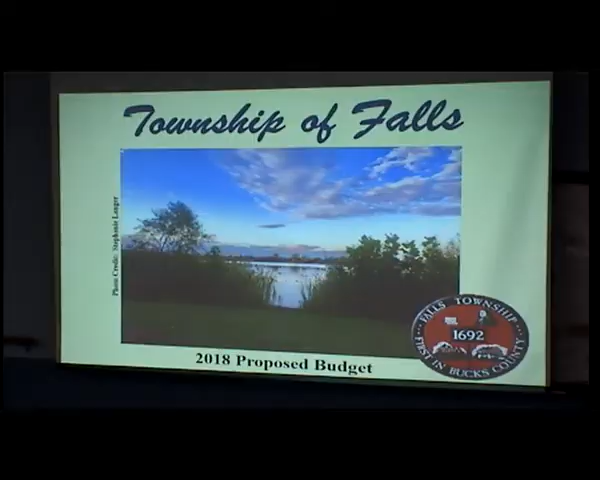 Township of Falls
Photo Credit: Stephanie Langer
2018 Proposed Budget
FALLS TOWNSHIP
1692
FIRST IN BUCKS COUNTY